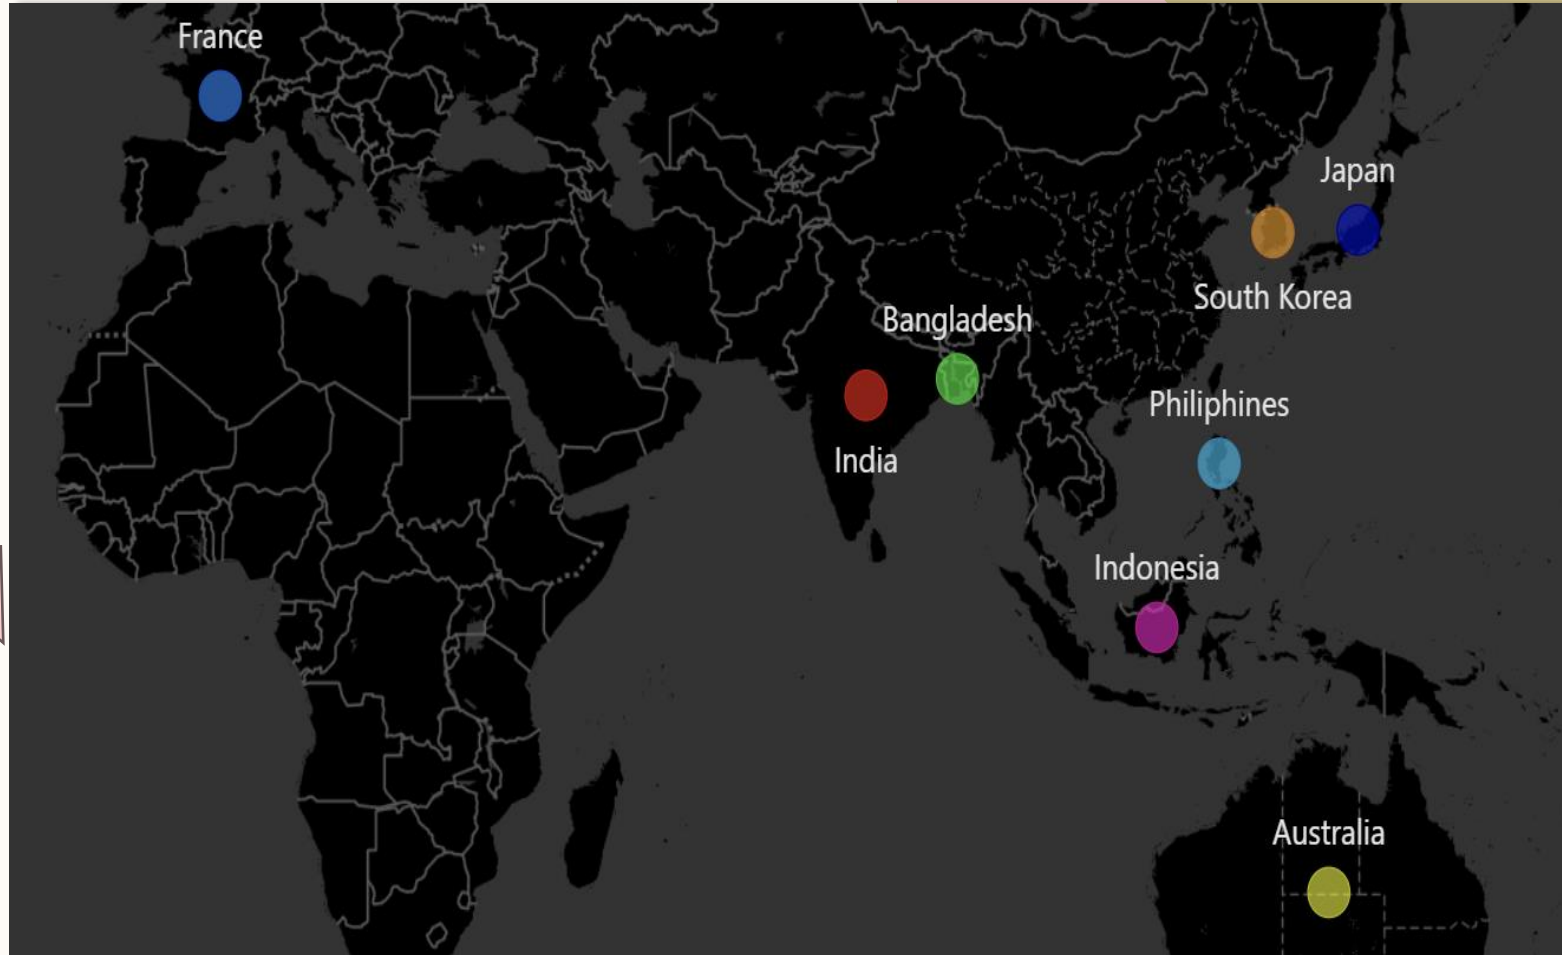 France
Japan
South Korea
Bangladesh
Philiphines
India
Indonesia
Australia